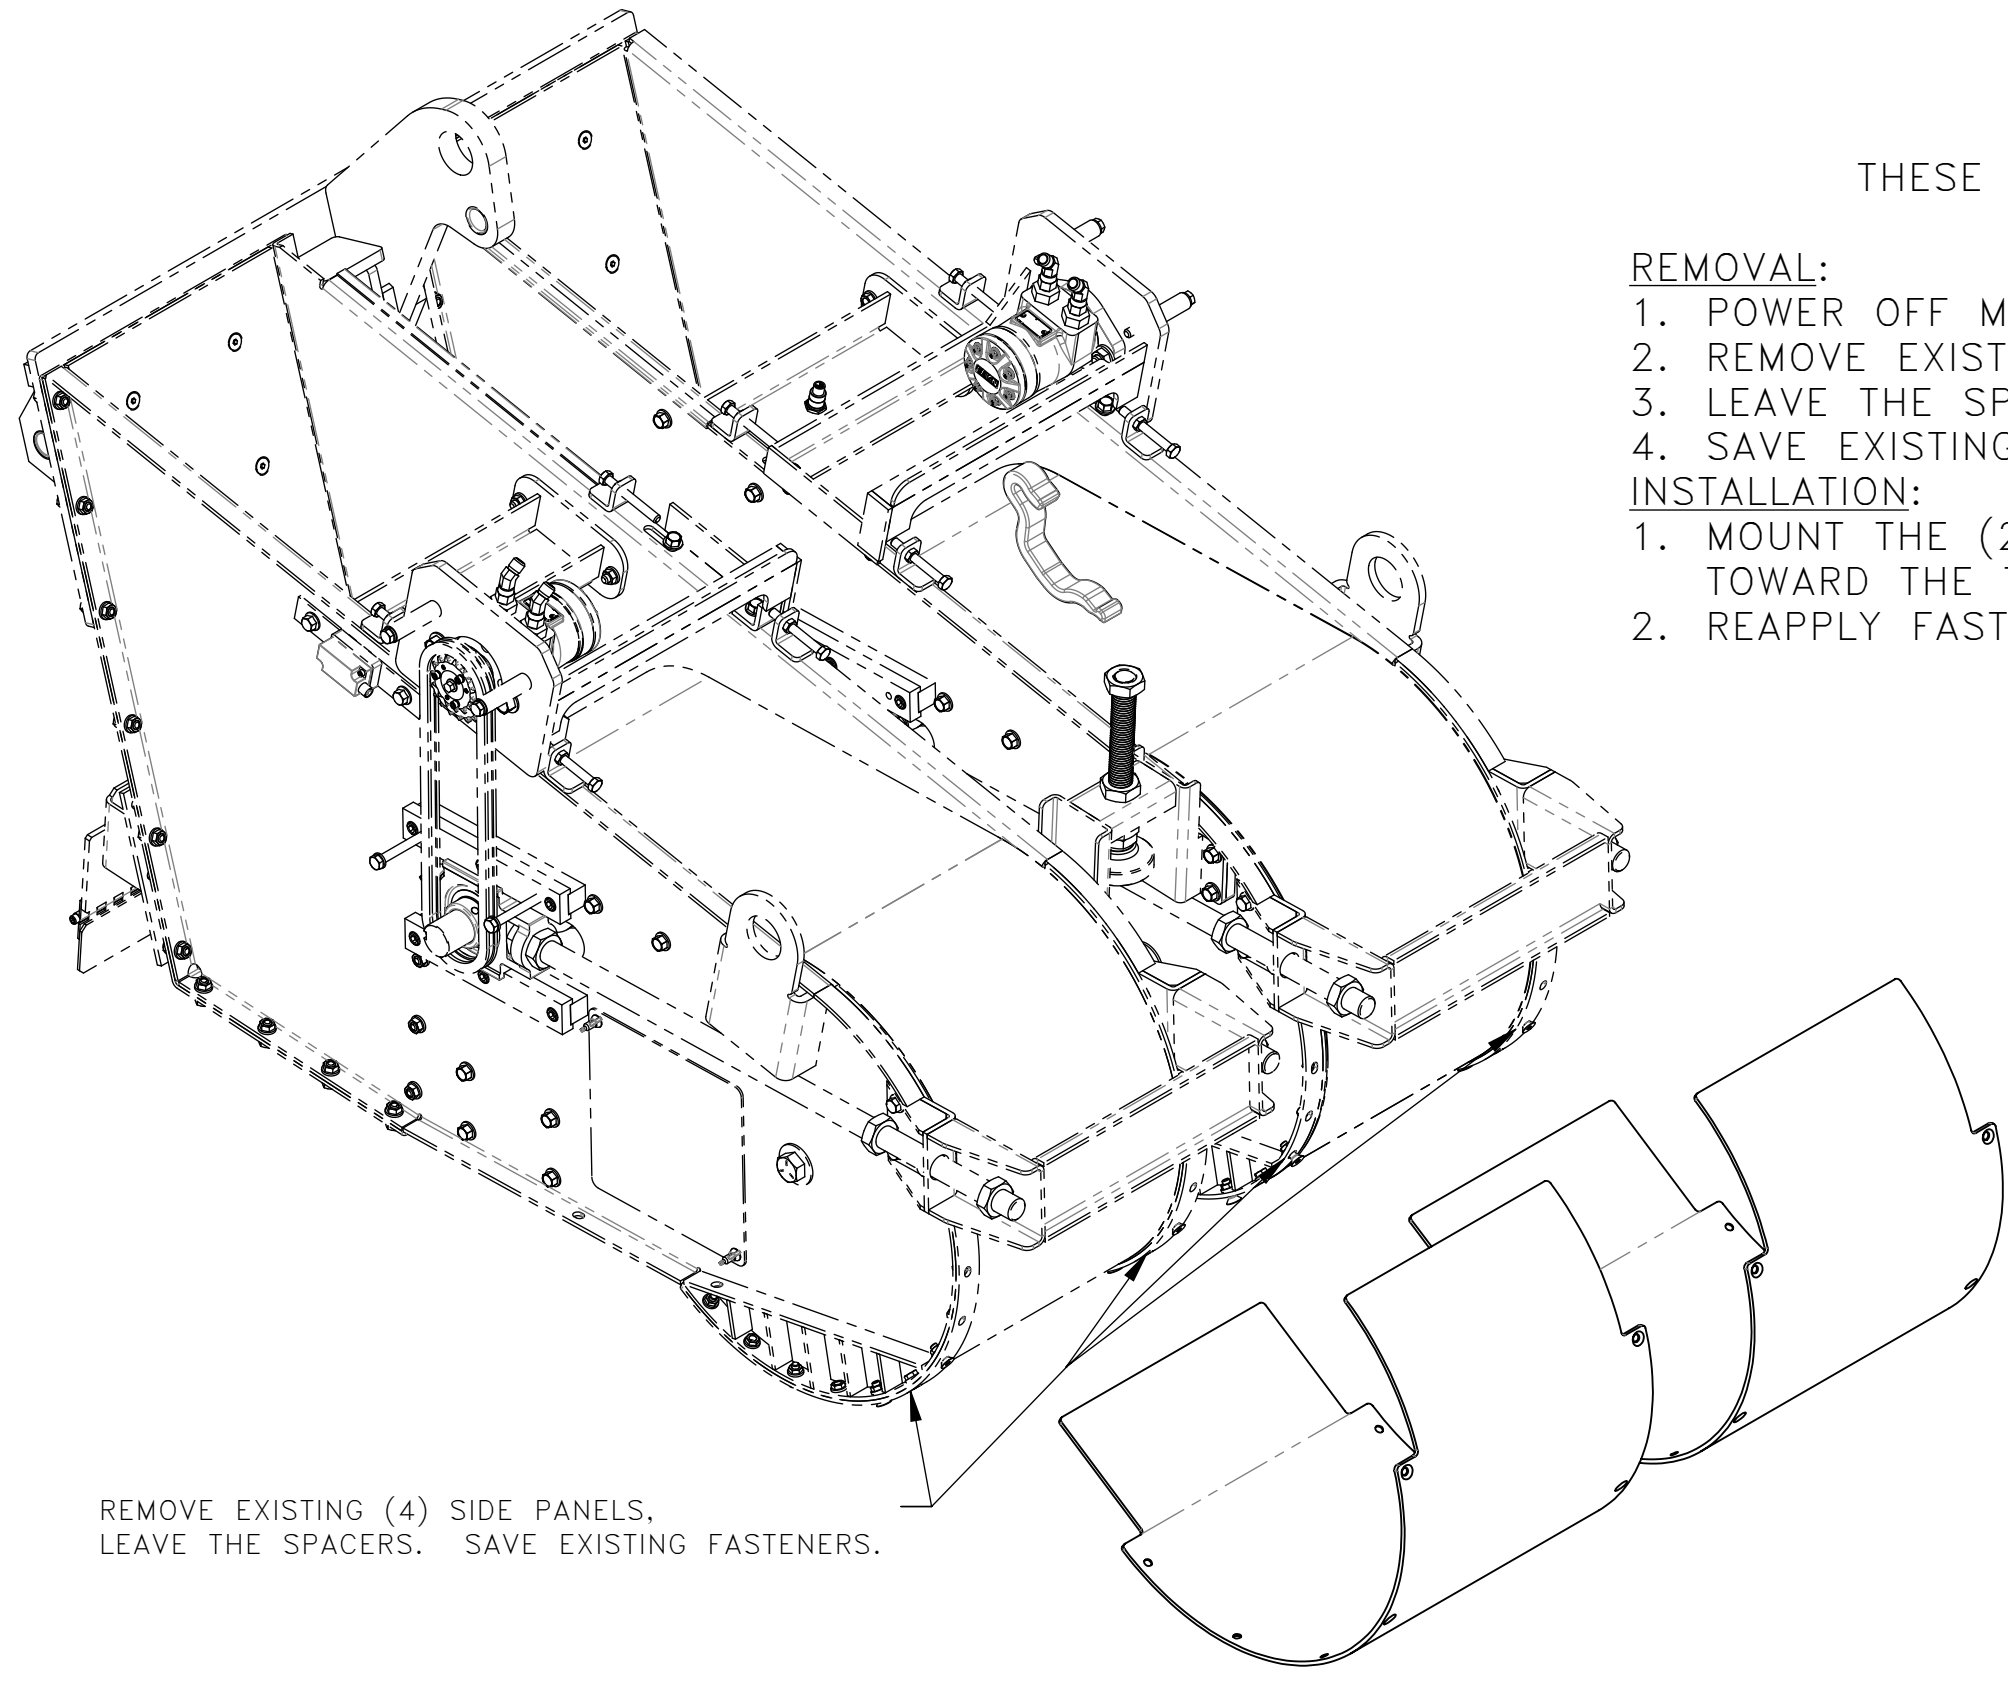 THESE
REMOVAL:
1. POWER OFF M
2. REMOVE EXIST
3. LEAVE THE SP
4. SAVE EXISTING
INSTALLATION:
1. MOUNT THE (2
TOWARD THE T
2. REAPPLY FAST
REMOVE EXISTING (4) SIDE PANELS,
LEAVE THE SPACERS. SAVE EXISTING FASTENERS.